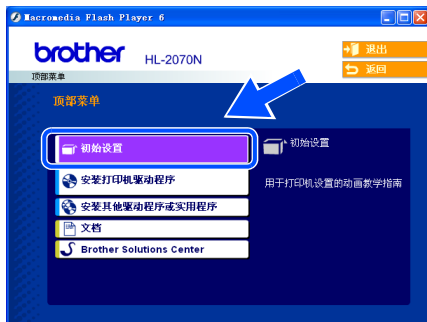 Macromedia Flash Player 6
brother HL-2070N
退出
返回
顶部菜单
顶部菜单
初始设置
安装打印机驱动程序
安装其他驱动程序或实用程序
文档
Brother Solutions Center
初始设置
用于打印机设置的动画教学指南